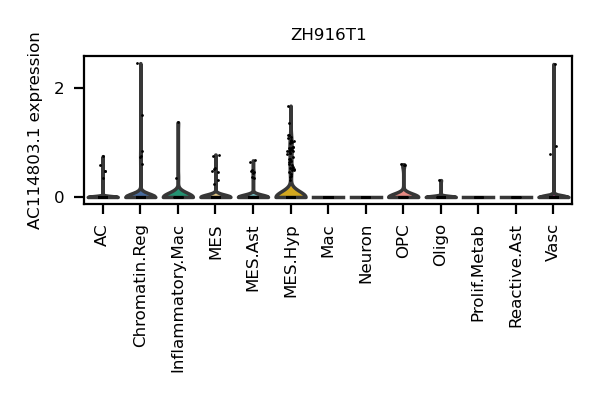 ZH916T1
AC114803.1 expression
2
0
AC
Chromatin.Reg
Inflammatory.Mac
MES
MES.Ast
MES.Hyp
Mac
Neuron
OPC
Oligo
Prolif.Metab
Reactive.Ast
Vasc